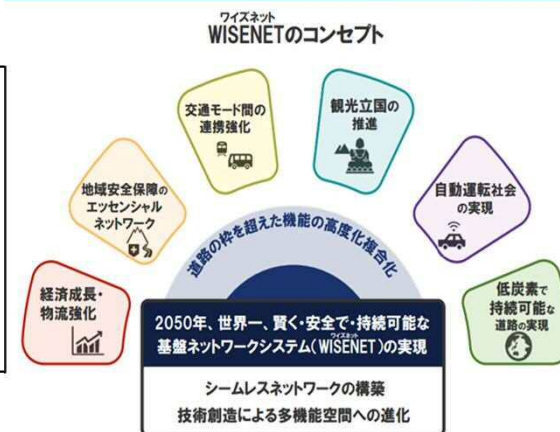 ワイズネット
WISENETのコンセプト
経済成長・
物流強化
地域安全保障の
エッセンシャル
ネットワーク
交通モード間の
連携強化
観光立国の
推進
自動運転社会
の実現
低炭素で
持続可能な
道路の実現
道路の枠を超えた機能の高度化複合化
2050年、世界一、賢く・安全で・持続可能な
ワイズネット
基盤ネットワークシステム(WISENET)の実現
シームレスネットワークの構築
技術創造による多機能空間への進化